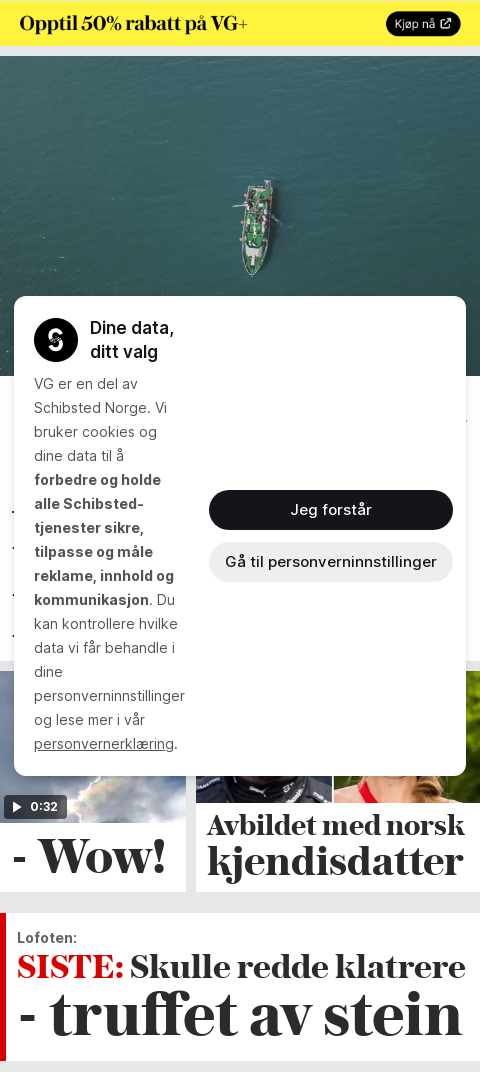 Opptil 50% rabatt på VG+
Kjøp nå
Dine data,
ditt valg
VG er en del av
Schibsted Norge. Vi
bruker cookies og
dine data til å
forbedre og holde
alle Schibsted-
tjenester sikre,
tilpasse og måle
reklame, innhold og
kommunikasjon. Du
kan kontrollere hvilke
data vi får behandle i
dine
personverninnstillinger
og lese mer i vår
personvernerklæring.
Jeg forstår
Gå til personverninnstillinger
0:32
- Wow!
Avbildet med norsk
kjendisdatter
Lofoten:
SISTE: Skulle redde klatrere
- truffet av stein